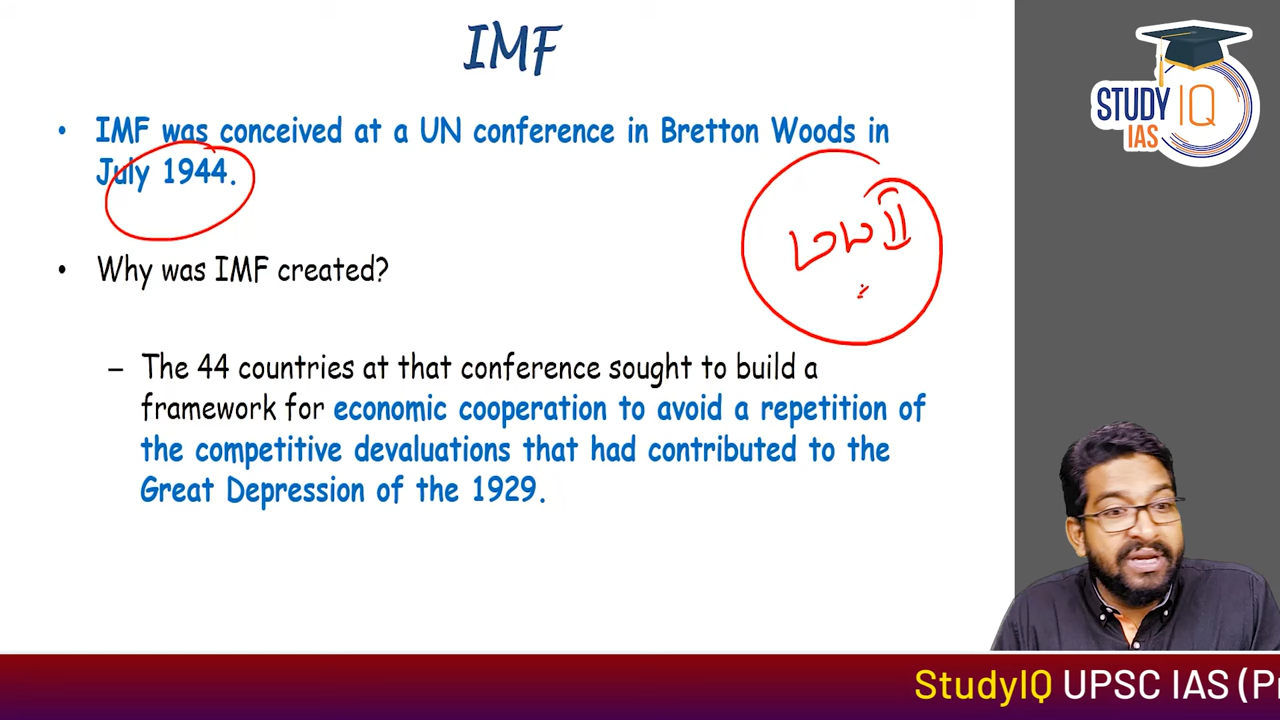 IMF
• IMF was conceived at a UN conference in Bretton Woods in
July 1944.
WW II
• Why was IMF created?
– The 44 countries at that conference sought to build a
framework for economic cooperation to avoid a repetition of
the competitive devaluations that had contributed to the
Great Depression of the 1929.
STUDY IQ
IAS
StudyIQ UPSC IAS (Pr